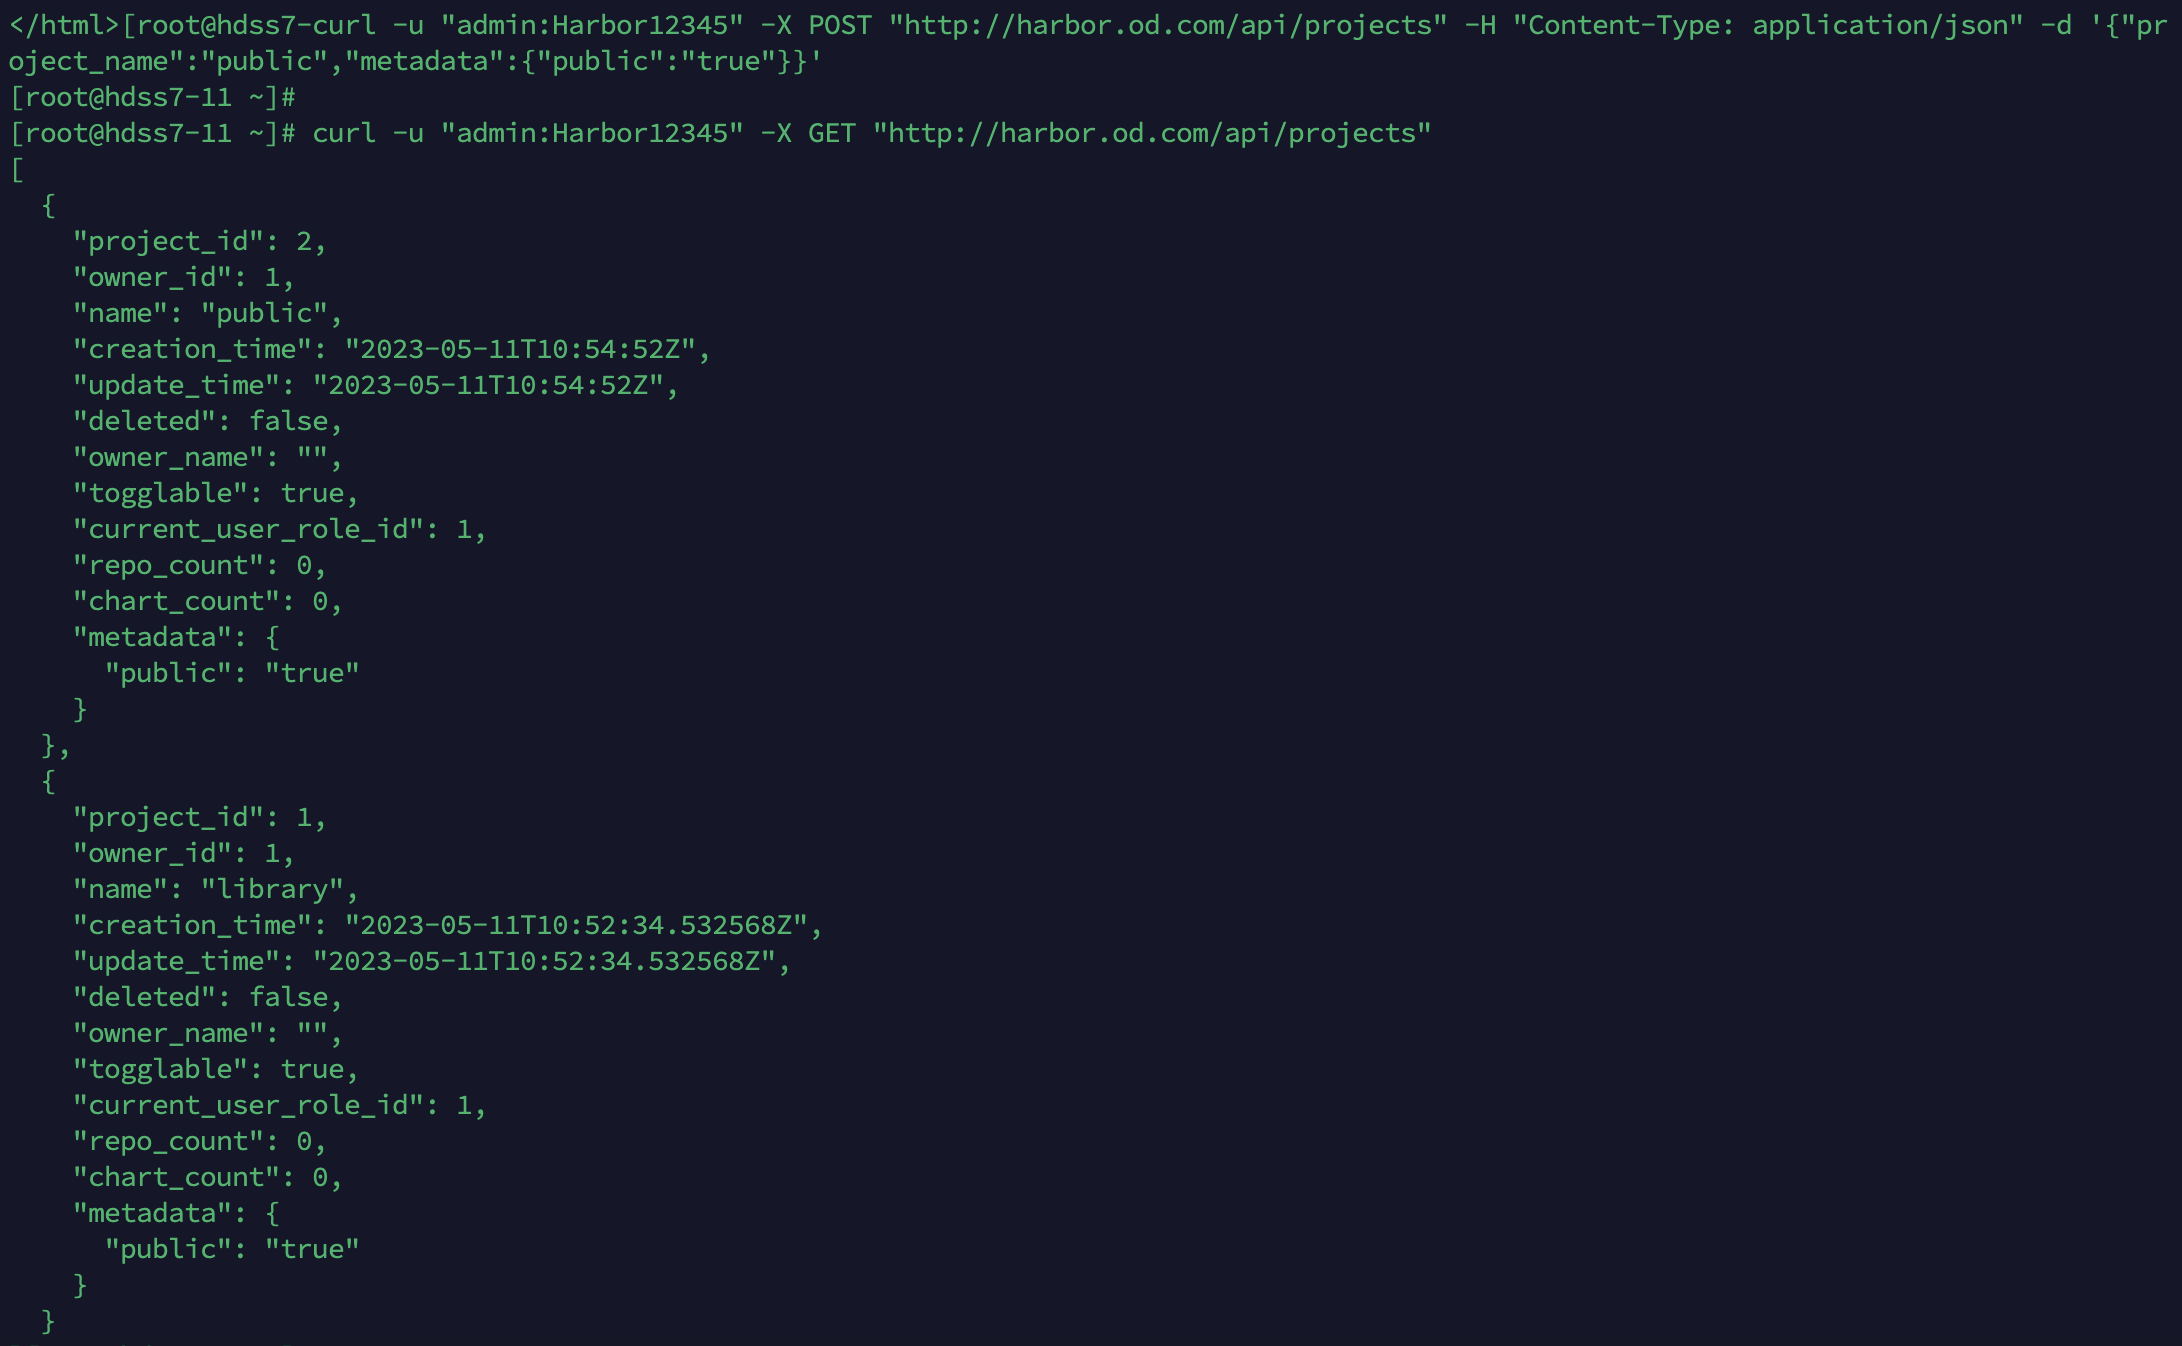 </html>[root@hdss7-curl -u "admin:Harbor12345" -X POST "http://harbor.od.com/api/projects" -H "Content-Type: application/json" -d '{"pr
oject_name":"public","metadata":{"public":"true"}}'
[root@hdss7-11 ~]#
[root@hdss7-11 ~]# curl -u "admin:Harbor12345" -X GET "http://harbor.od.com/api/projects"
[
  {
    "project_id": 2,
    "owner_id": 1,
    "name": "public",
    "creation_time": "2023-05-11T10:54:52Z",
    "update_time": "2023-05-11T10:54:52Z",
    "deleted": false,
    "owner_name": "",
    "togglable": true,
    "current_user_role_id": 1,
    "repo_count": 0,
    "chart_count": 0,
    "metadata": {
      "public": "true"
    }
  },
  {
    "project_id": 1,
    "owner_id": 1,
    "name": "library",
    "creation_time": "2023-05-11T10:52:34.532568Z",
    "update_time": "2023-05-11T10:52:34.532568Z",
    "deleted": false,
    "owner_name": "",
    "togglable": true,
    "current_user_role_id": 1,
    "repo_count": 0,
    "chart_count": 0,
    "metadata": {
      "public": "true"
    }
  }